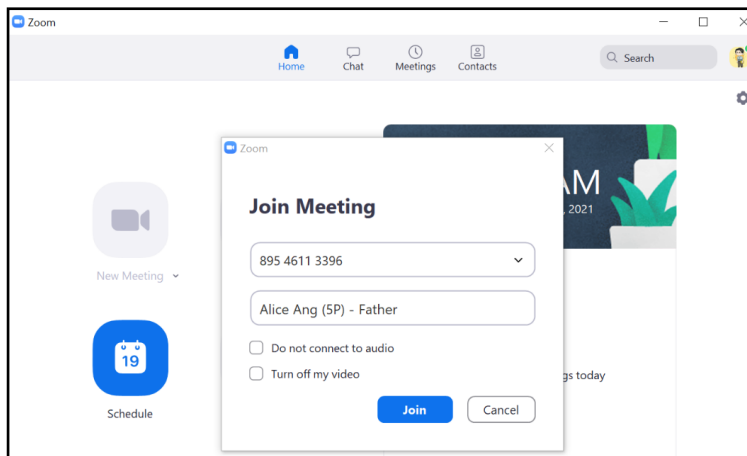 Zoom
Home
Chat
Meetings
Contacts
Search
Zoom
AM
, 2021
Join Meeting
895 4611 3396
Alice Ang (5P) - Father
Do not connect to audio
Turn off my video
Join
Cancel
New Meeting
19
Schedule
gs today